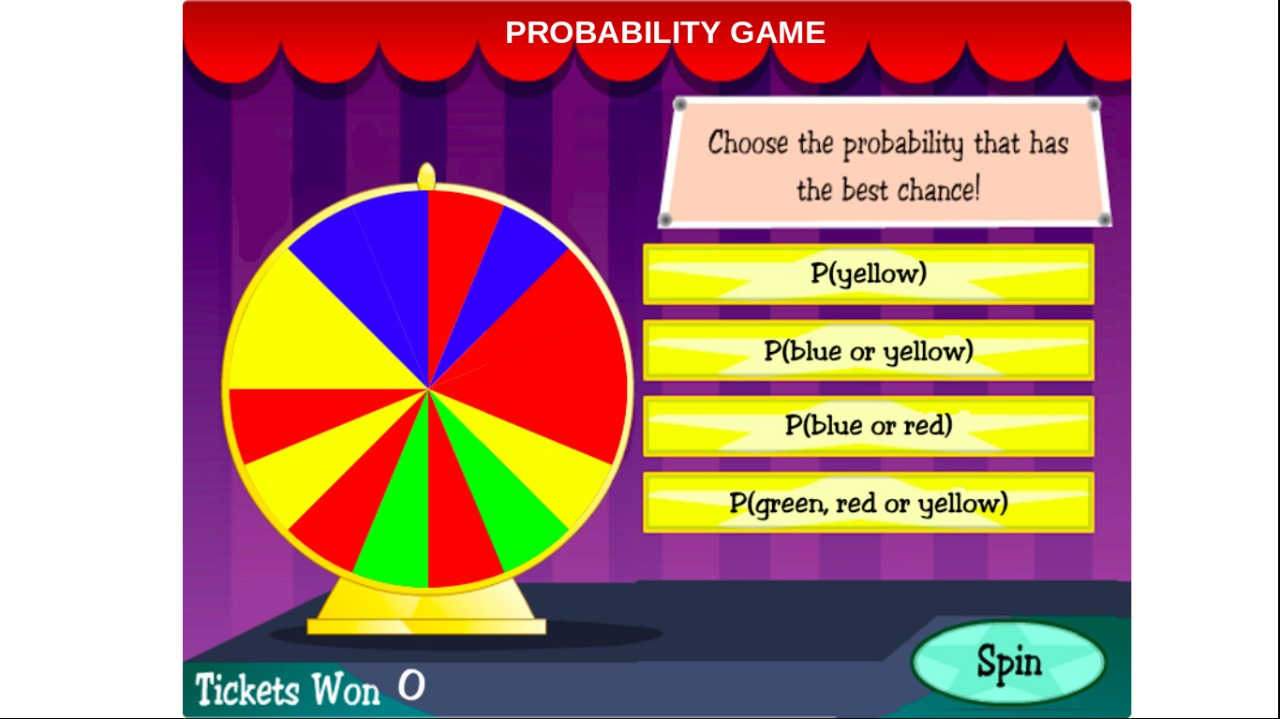 PROBABILITY GAME
Choose the probability that has
the best chance!
P(yellow)
P(blue or yellow)
P(blue or red)
P(green, red or yellow)
Spin
Tickets Won 0